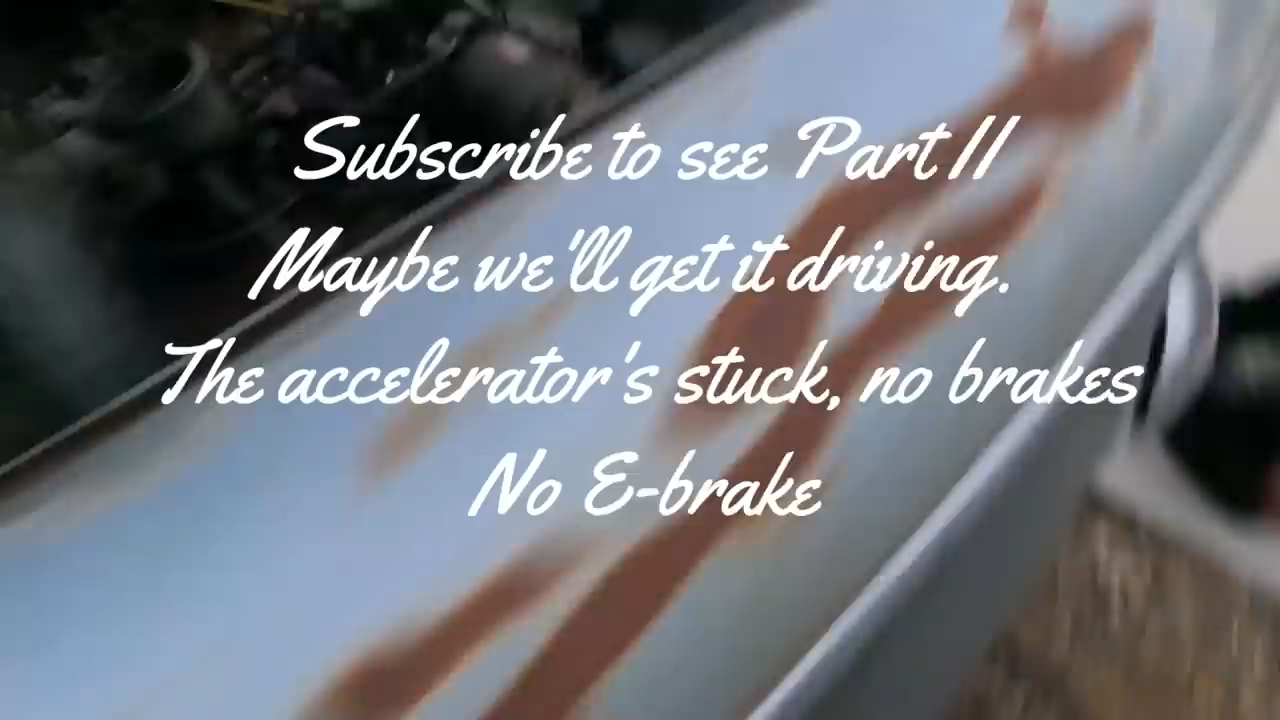 Subscribe to see Part II
Maybe we'll get it driving.
The accelerator's stuck, no brakes
No E-brake